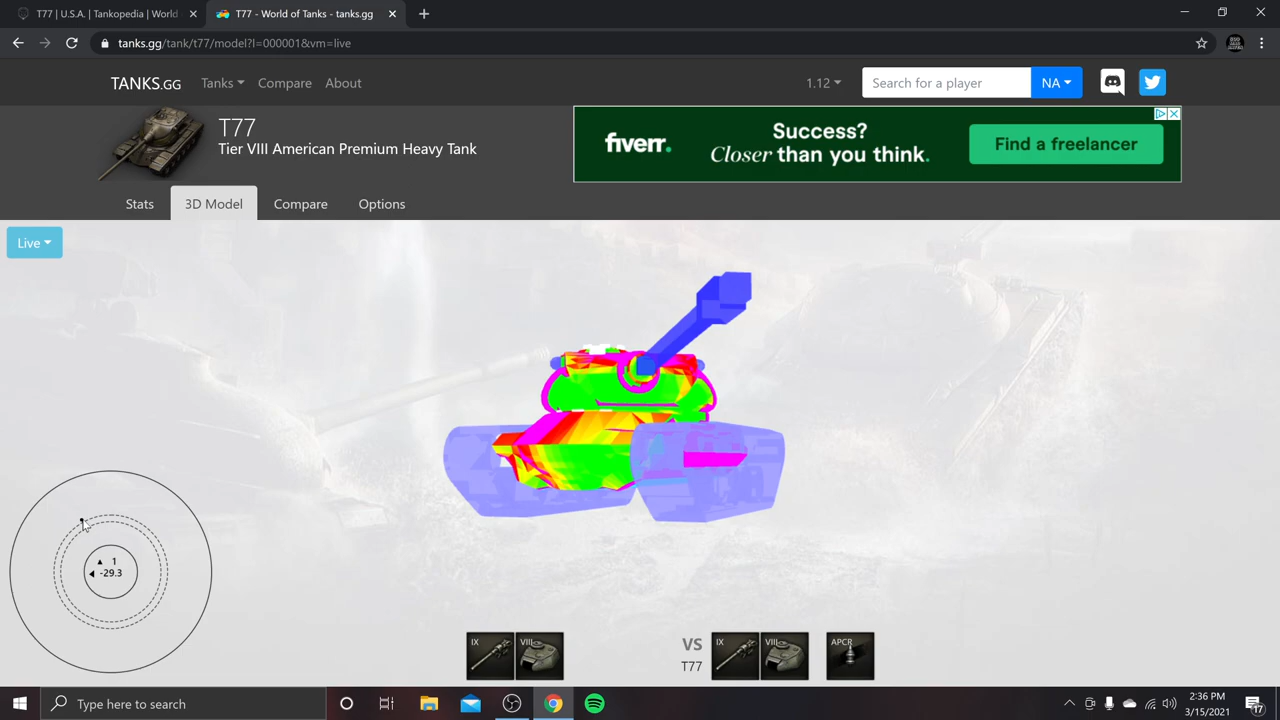 T77 | U.S.A. | Tankopedia | World
T77 - World of Tanks - tanks.gg
tanks.gg/tank/t77/model?l=000001&vm=live
TANKS.GG
Tanks
Compare
About
1.12
Search for a player
NA
T77
Tier VIII American Premium Heavy Tank
fiverr.
Success?
Closer than you think.
Find a freelancer
Stats
3D Model
Compare
Options
Live
1
-29.3
IX
VIII
VS
T77
IX
VIII
APCR
Type here to search
2:36 PM
3/15/2021
17